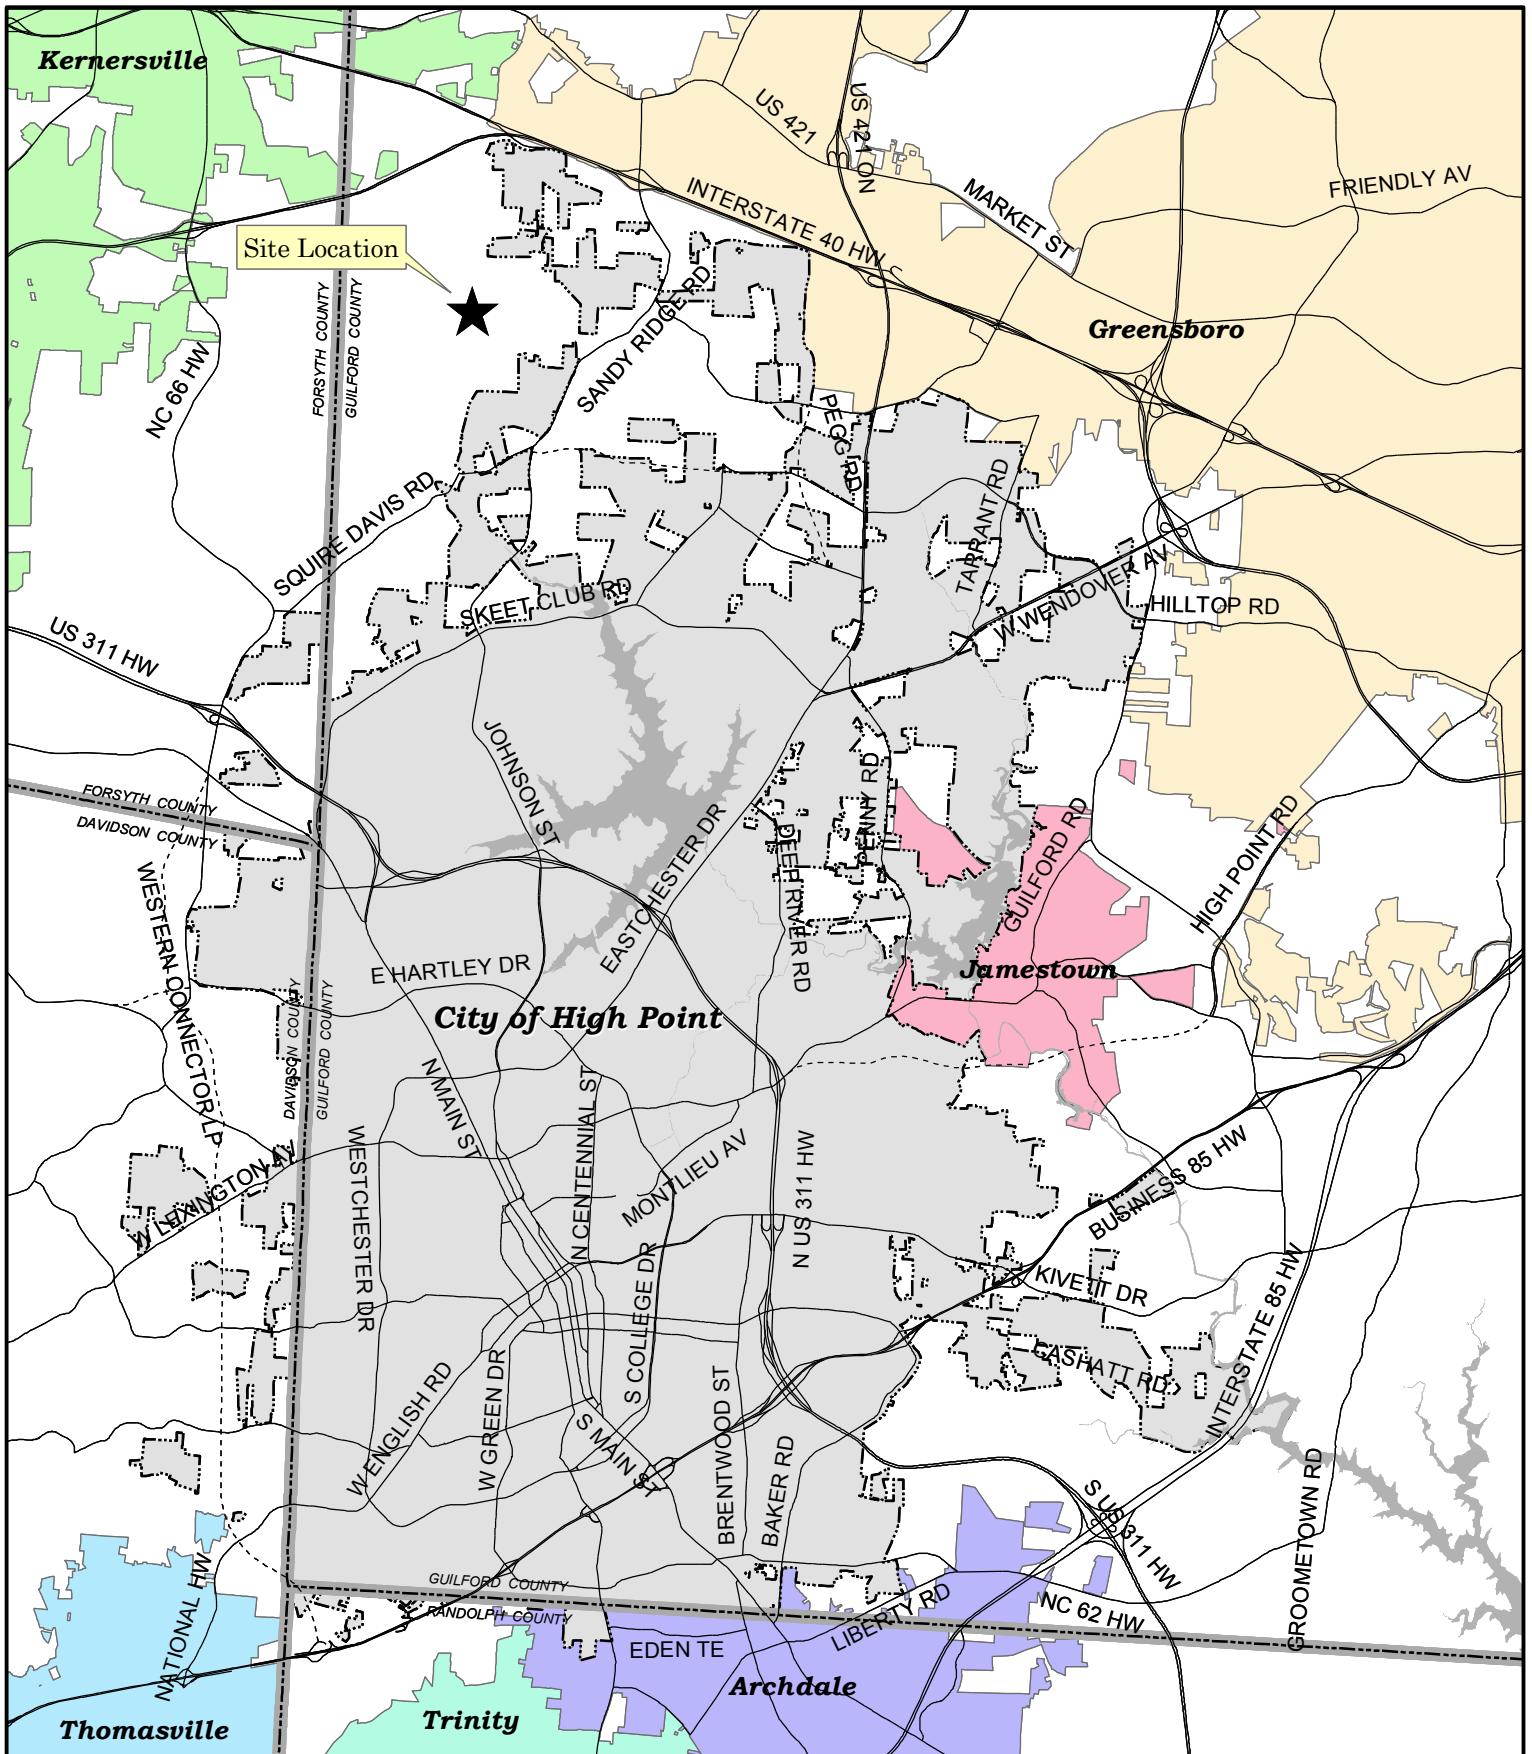 Kernersville
US 421
US 421 ON
FRIENDLY AV
MARKET ST
INTERSTATE 40 HW
Site Location
FORSYTH COUNTY
GUILFORD COUNTY
SANDY RIDGE RD
Greensboro
NC 66 HW
PEGG RD
TARRANT RD
SQUIRE DAVIS RD
SKEET CLUB RD
W WENDOVER AV
HILLTOP RD
US 311 HW
JOHNSON ST
PENNY RD
FORSYTH COUNTY
DAVIDSON COUNTY
EASTCHESTER DR
DEEP RIVER RD
GUILFORD RD
HIGH POINT RD
WESTERN CONNECTOR LP
E HARTLEY DR
Jamestown
City of High Point
DAVIDSON COUNTY
GUILFORD COUNTY
N MAIN ST
N CENTENNIAL ST
MONTLIEU AV
N US 311 HW
BUSINESS 85 HW
W LEXINGTON AV
WESTCHESTER DR
S COLLEGE DR
KIVETT DR
CASHATT RD
INTERSTATE 85 HW
W ENGLISH RD
W GREEN DR
S MAIN ST
BRENTWOOD ST
BAKER RD
S US 311 HW
GROOMETOWN RD
NATIONAL HW
GUILFORD COUNTY
RANDOLPH COUNTY
LIBERTY RD
NC 62 HW
EDEN TE
Archdale
Trinity
Thomasville